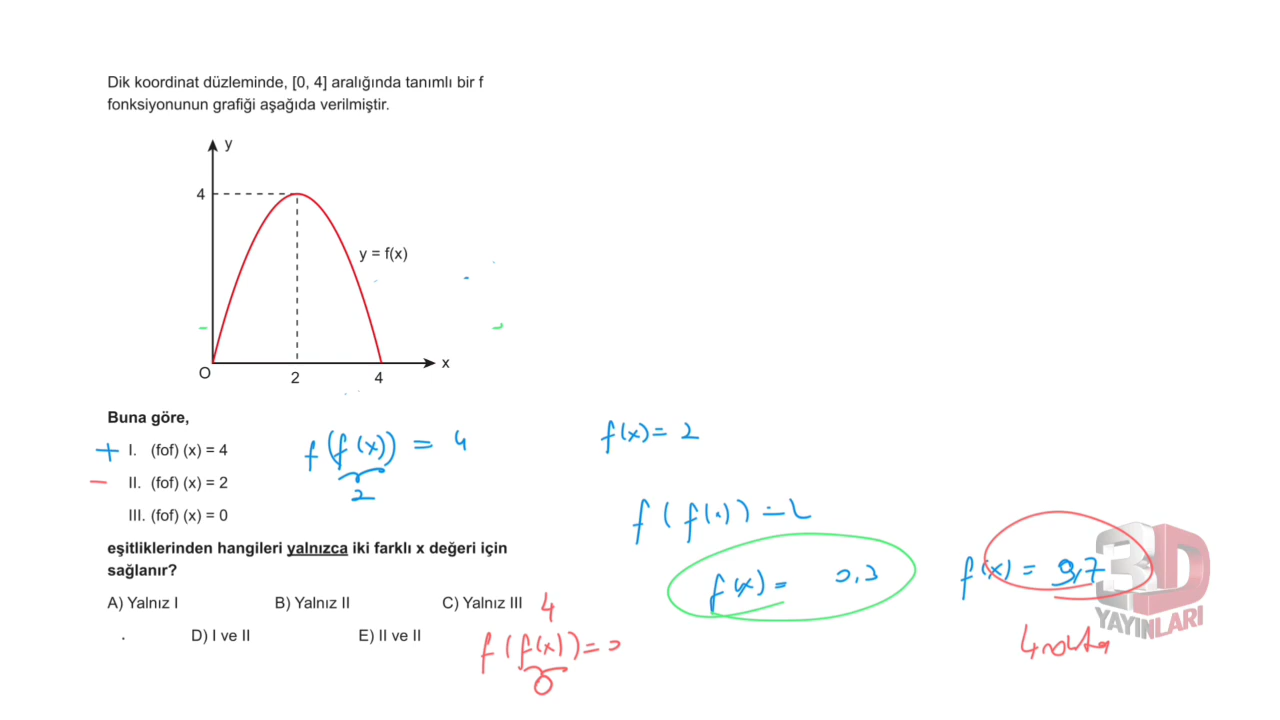 Dik koordinat düzleminde, [0, 4] aralığında tanımlı bir f
fonksiyonunun grafiği aşağıda verilmiştir.
y
4
y = f(x)
O
2
4
x
Buna göre,
+ I. (fof) (x) = 4
f(f(x)) = 4
2
f(x) = 2
− II. (fof) (x) = 2
III. (fof) (x) = 0
f(f(x)) = 2
eşitliklerinden hangileri yalnızca iki farklı x değeri için
sağlanır?
f(x) = 0,3
f(x) = 3,7
A) Yalnız I
B) Yalnız II
C) Yalnız III
D) I ve II
E) II ve II
4
f(f(x)) = 0
0
4 nokta
3D
YAYINLARI